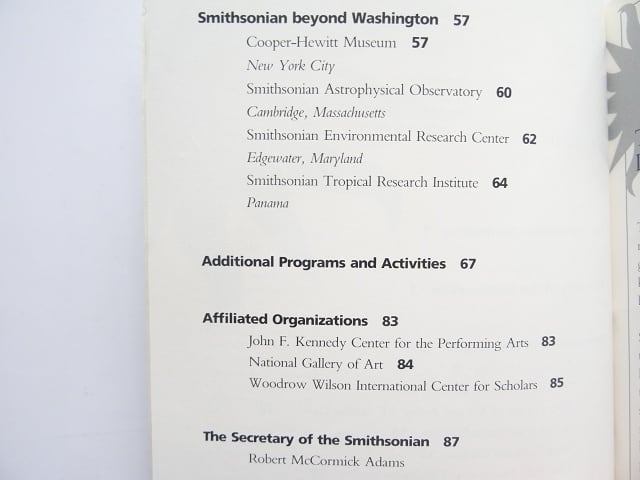 Smithsonian beyond Washington 57
Cooper-Hewitt Museum 57
New York City
Smithsonian Astrophysical Observatory 60
Cambridge, Massachusetts
Smithsonian Environmental Research Center 62
Edgewater, Maryland
Smithsonian Tropical Research Institute 64
Panama
Additional Programs and Activities 67
Affiliated Organizations 83
John F. Kennedy Center for the Performing Arts 83
National Gallery of Art 84
Woodrow Wilson International Center for Scholars 85
The Secretary of the Smithsonian 87
Robert McCormick Adams